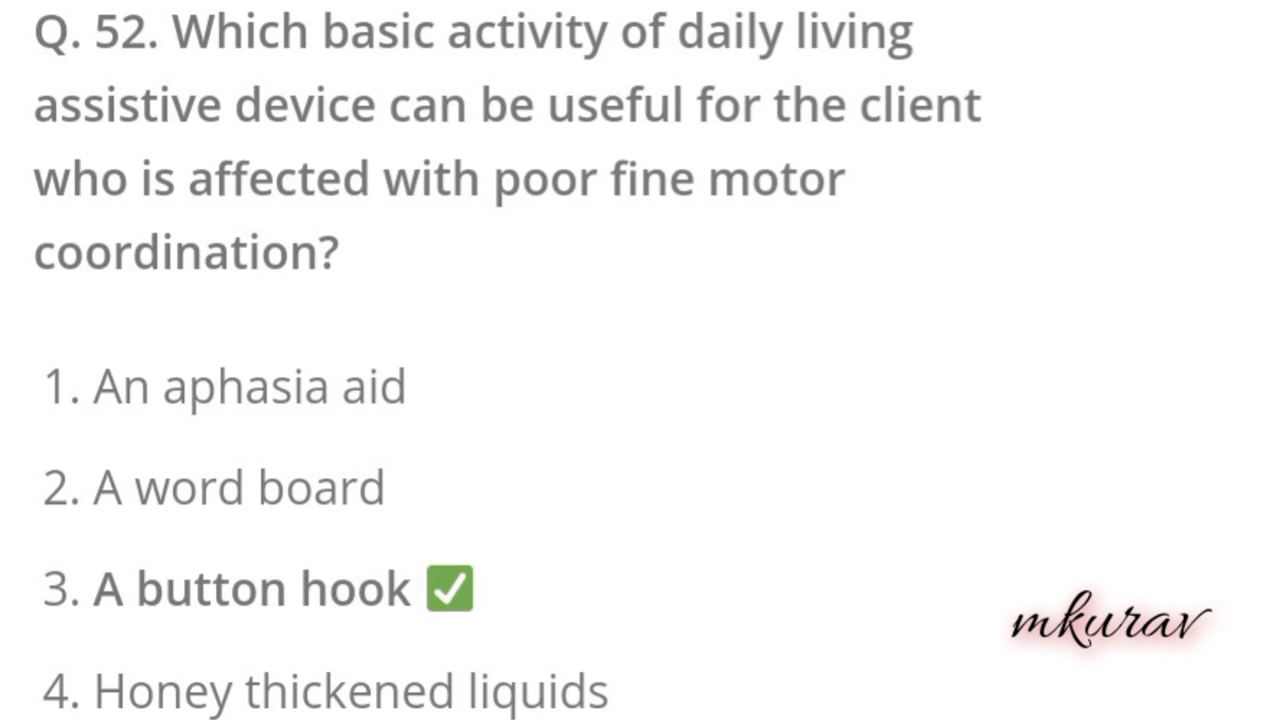 Q. 52. Which basic activity of daily living
assistive device can be useful for the client
who is affected with poor fine motor
coordination?
1. An aphasia aid
2. A word board
3. A button hook ✅
mkurav
4. Honey thickened liquids